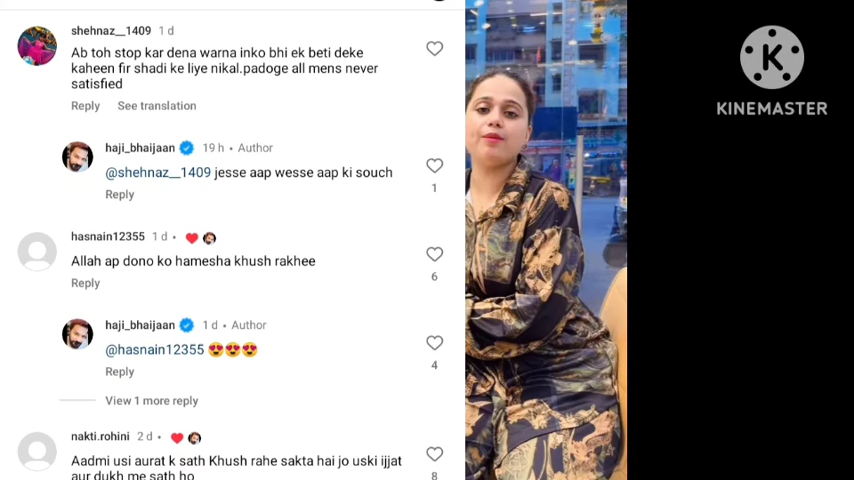 shehnaz__1409 1 d
Ab toh stop kar dena warna inko bhi ek beti deke
kaheen fir shadi ke liye nikal.padoge all mens never
satisfied
Reply See translation
haji_bhaijaan 19 h • Author
@shehnaz__1409 jesse aap wesse aap ki souch
1
Reply
hasnain12355 1 d •
Allah ap dono ko hamesha khush rakhee
6
Reply
haji_bhaijaan 1 d • Author
@hasnain12355 😍😍😍
4
Reply
View 1 more reply
nakti.rohini 2 d •
Aadmi usi aurat k sath Khush rahe sakta hai jo uski ijjat
8
aur dukh me sath ho
K
KINEMASTER